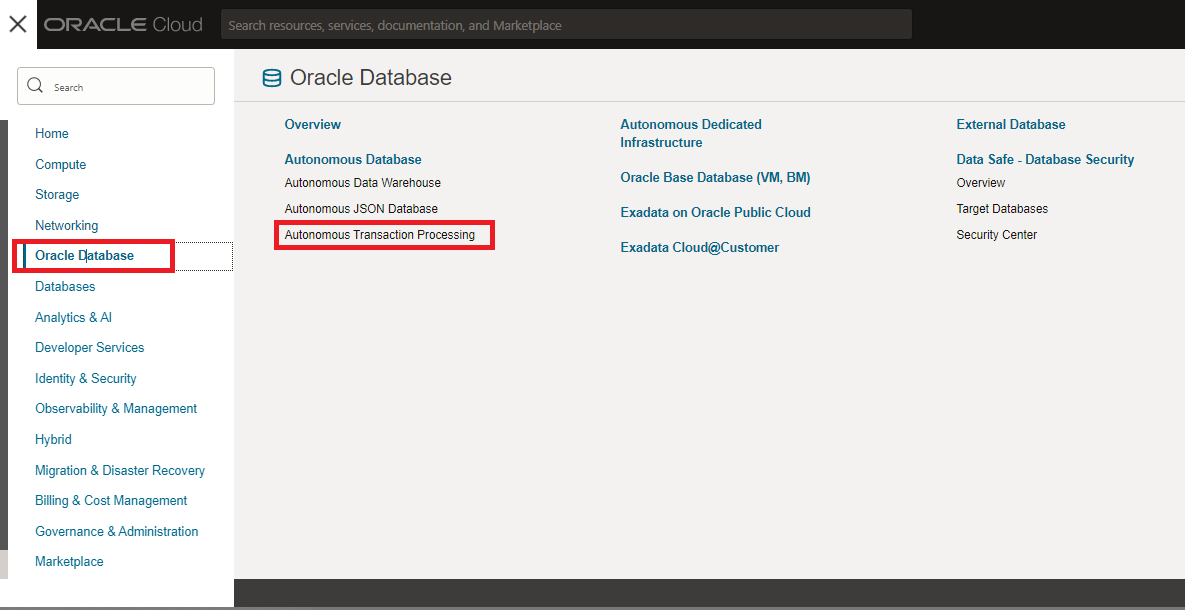 ORACLE Cloud
Search resources, services, documentation, and Marketplace
Search
Home
Compute
Storage
Networking
Oracle Database
Databases
Analytics & AI
Developer Services
Identity & Security
Observability & Management
Hybrid
Migration & Disaster Recovery
Billing & Cost Management
Governance & Administration
Marketplace
Oracle Database
Overview
Autonomous Database
Autonomous Data Warehouse
Autonomous JSON Database
Autonomous Transaction Processing
Autonomous Dedicated
Infrastructure
Oracle Base Database (VM, BM)
Exadata on Oracle Public Cloud
Exadata Cloud@Customer
External Database
Data Safe - Database Security
Overview
Target Databases
Security Center